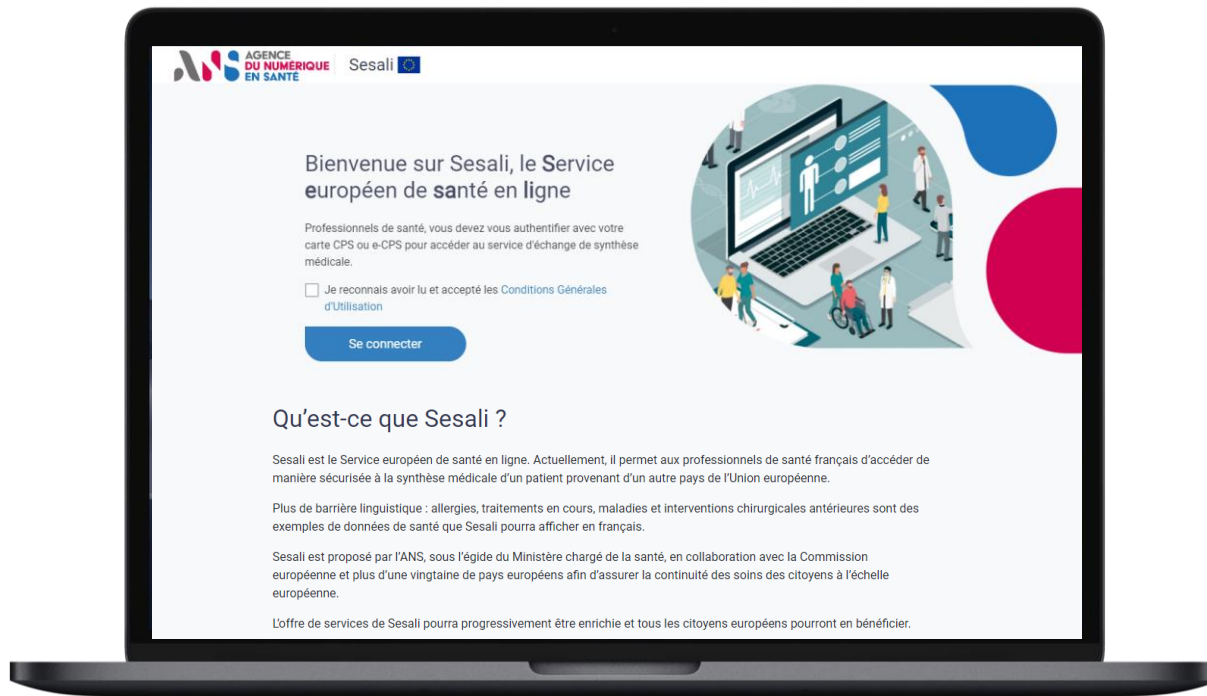 AGENCE
DU NUMÉRIQUE
EN SANTÉ
Sesali
Bienvenue sur Sesali, le Service
européen de santé en ligne
Professionnels de santé, vous devez vous authentifier avec votre
carte CPS ou e-CPS pour accéder au service d'échange de synthèse
médicale.
Je reconnais avoir lu et accepté les Conditions Générales
d'Utilisation
Se connecter
Qu’est-ce que Sesali ?
Sesali est le Service européen de santé en ligne. Actuellement, il permet aux professionnels de santé français d’accéder de
manière sécurisée à la synthèse médicale d’un patient provenant d’un autre pays de l’Union européenne.
Plus de barrière linguistique : allergies, traitements en cours, maladies et interventions chirurgicales antérieures sont des
exemples de données de santé que Sesali pourra afficher en français.
Sesali est proposé par l’ANS, sous l’égide du Ministère chargé de la santé, en collaboration avec la Commission
européenne et plus d’une vingtaine de pays européens afin d’assurer la continuité des soins des citoyens à l’échelle
européenne.
L’offre de services de Sesali pourra progressivement être enrichie et tous les citoyens européens pourront en bénéficier.